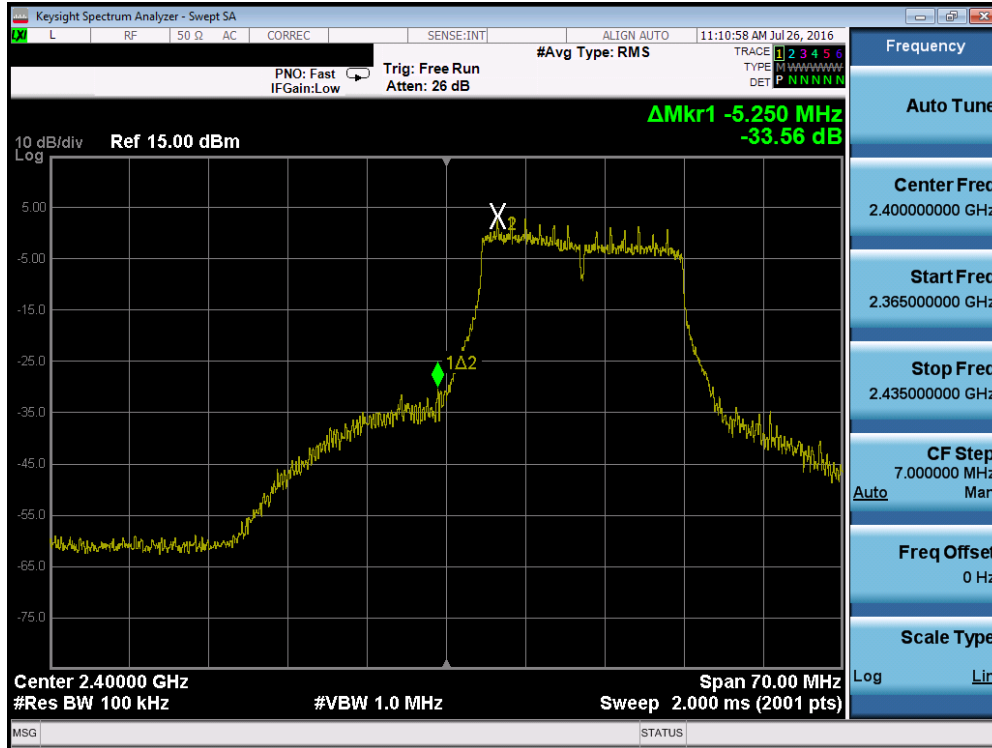 Keysight Spectrum Analyzer - Swept SA
LXI L RF 50 Ω AC CORREC SENSE:INT ALIGN AUTO 11:10:58 AM Jul 26, 2016
PNO: Fast
IFGain:Low
Trig: Free Run
Atten: 26 dB
#Avg Type: RMS
TRACE 1 2 3 4 5 6
TYPE M WWWWW
DET P N N N N N
ΔMkr1 -5.250 MHz
-33.56 dB
10 dB/div Ref 15.00 dBm
Log
5.00
-5.00
-15.0
-25.0
-35.0
-45.0
-55.0
-65.0
-75.0
X2
1Δ2
Center 2.40000 GHz Span 70.00 MHz
#Res BW 100 kHz #VBW 1.0 MHz Sweep 2.000 ms (2001 pts)
MSG STATUS
Frequency
Auto Tune
Center Freq
2.400000000 GHz
Start Freq
2.365000000 GHz
Stop Freq
2.435000000 GHz
CF Step
7.000000 MHz
Auto Man
Freq Offset
0 Hz
Scale Type
Log Lin